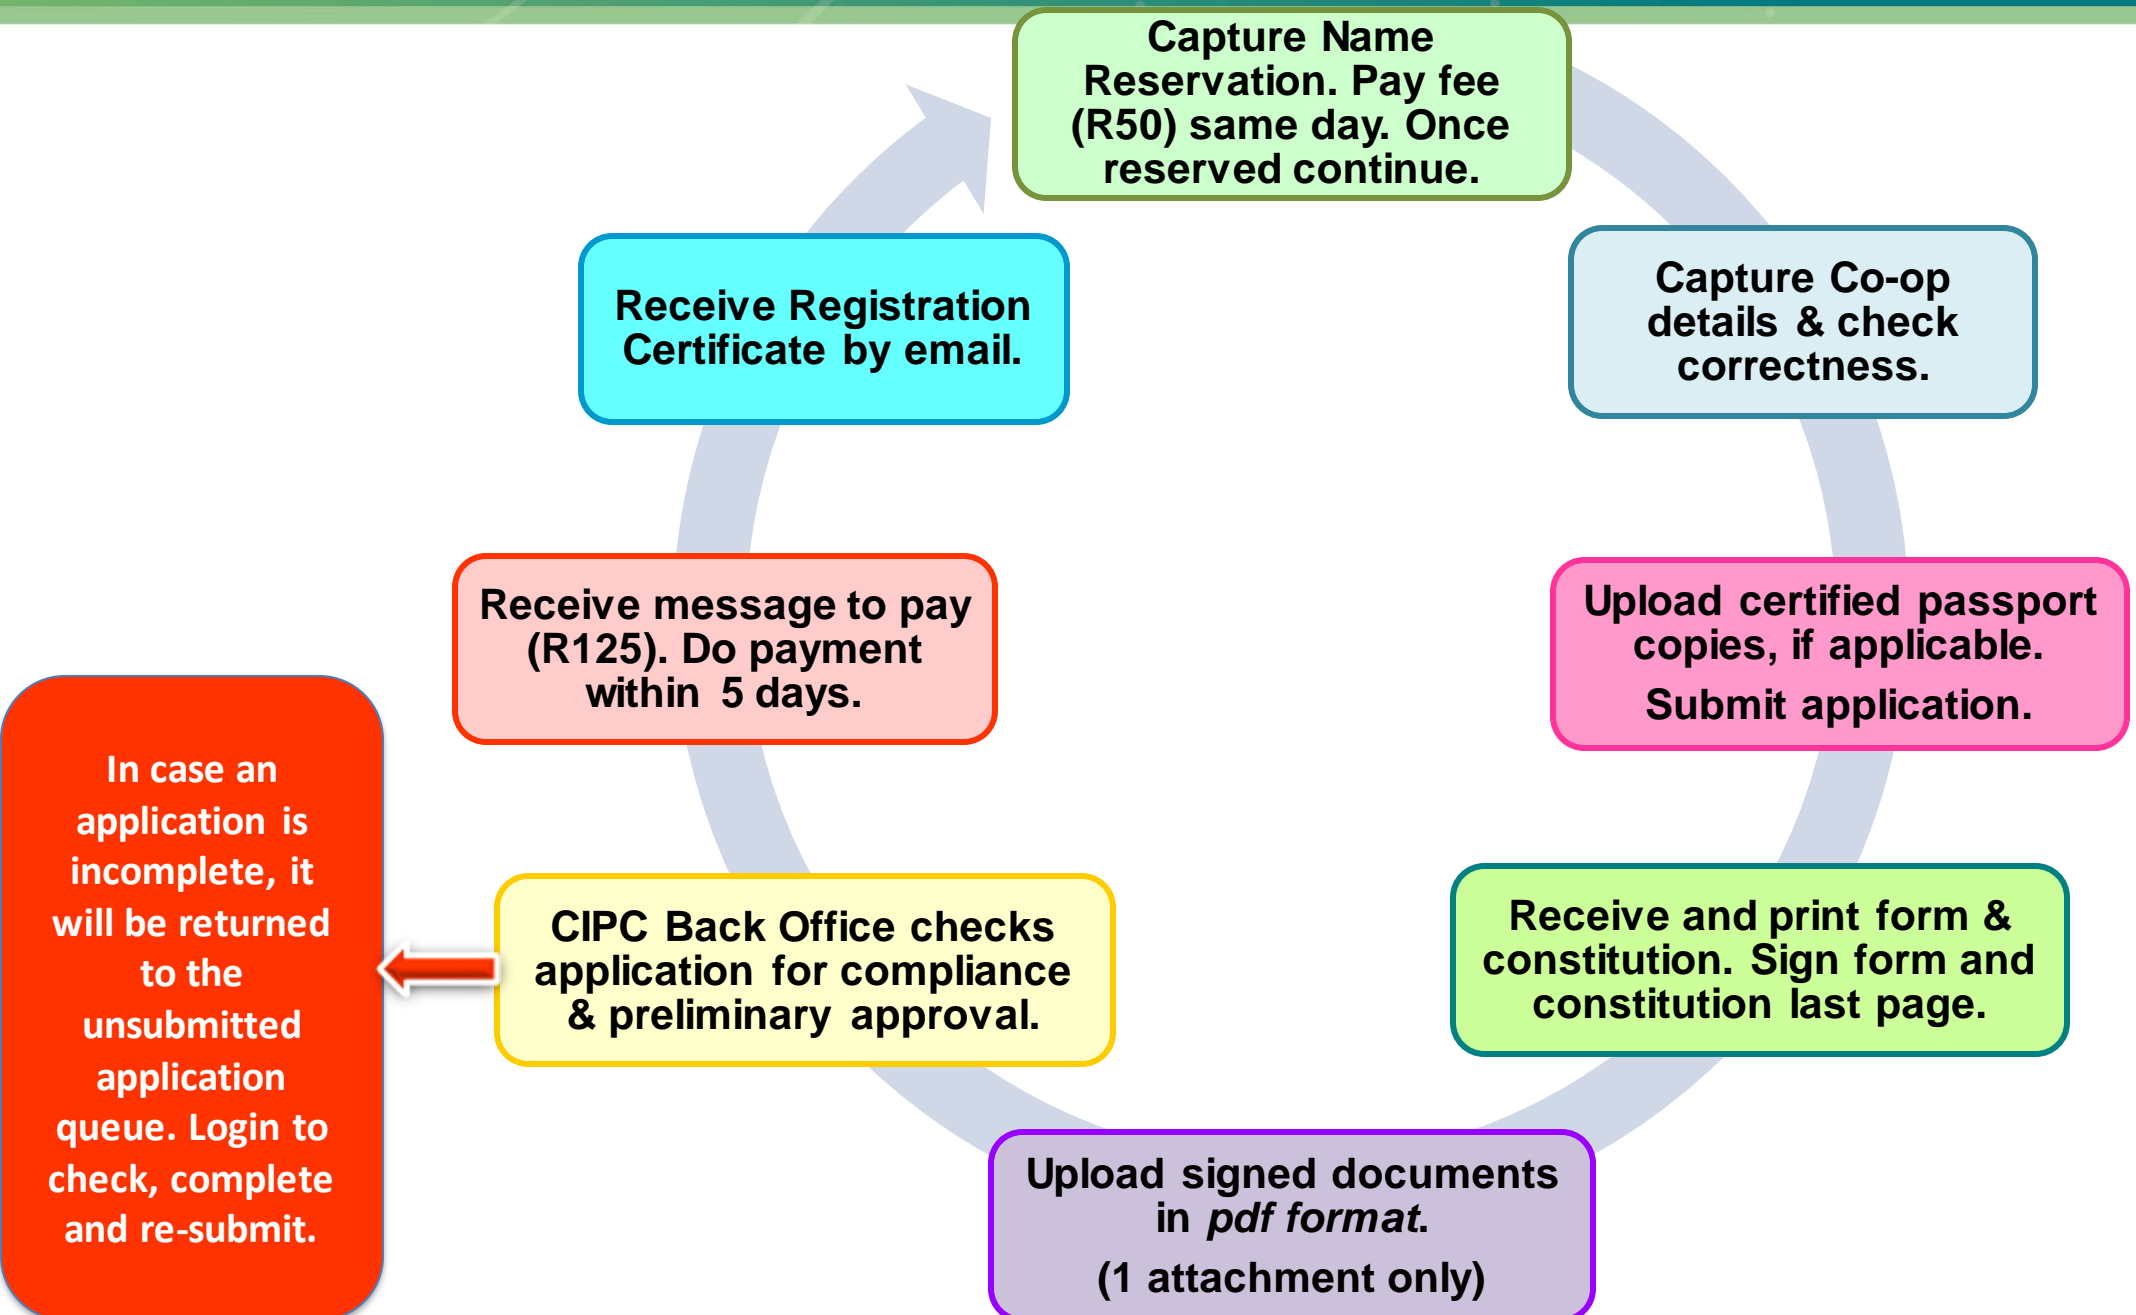 Capture Name
Reservation. Pay fee
(R50) same day. Once
reserved continue.
Capture Co-op
details & check
correctness.
Upload certified passport
copies, if applicable.
Submit application.
Receive and print form &
constitution. Sign form and
constitution last page.
Upload signed documents
in pdf format.
(1 attachment only)
CIPC Back Office checks
application for compliance
& preliminary approval.
In case an
application is
incomplete, it
will be returned
to the
unsubmitted
application
queue. Login to
check, complete
and re-submit.
Receive message to pay
(R125). Do payment
within 5 days.
Receive Registration
Certificate by email.